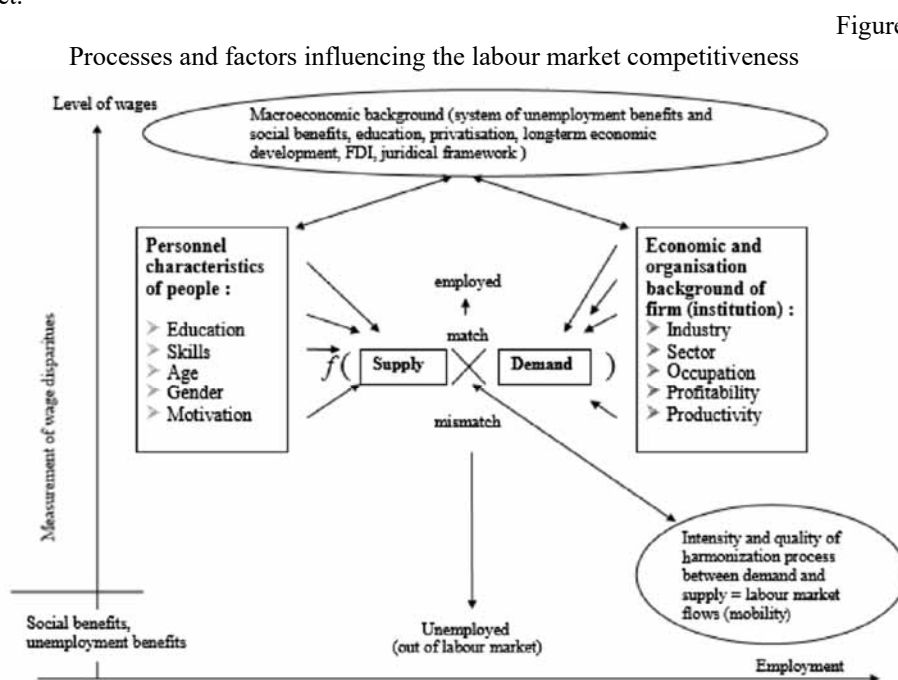 ct.
Figure
Processes and factors influencing the labour market competitiveness
Level of wages
Macroeconomic background (system of unemployment benefits and
social benefits, education, privatisation, long-term economic
development, FDI, juridical framework )
Personnel
characteristics
of people :
Education
Skills
Age
Gender
Motivation
Economic and
organisation
background of
firm (institution) :
Industry
Sector
Occupation
Profitability
Productivity
employed
match
f( Supply Demand )
mismatch
Measurement of wage disparitues
Intensity and quality of
harmonization process
between demand and
supply = labour market
flows (mobility)
Social benefits,
unemployment benefits
Unemployed
(out of labour market)
Employment